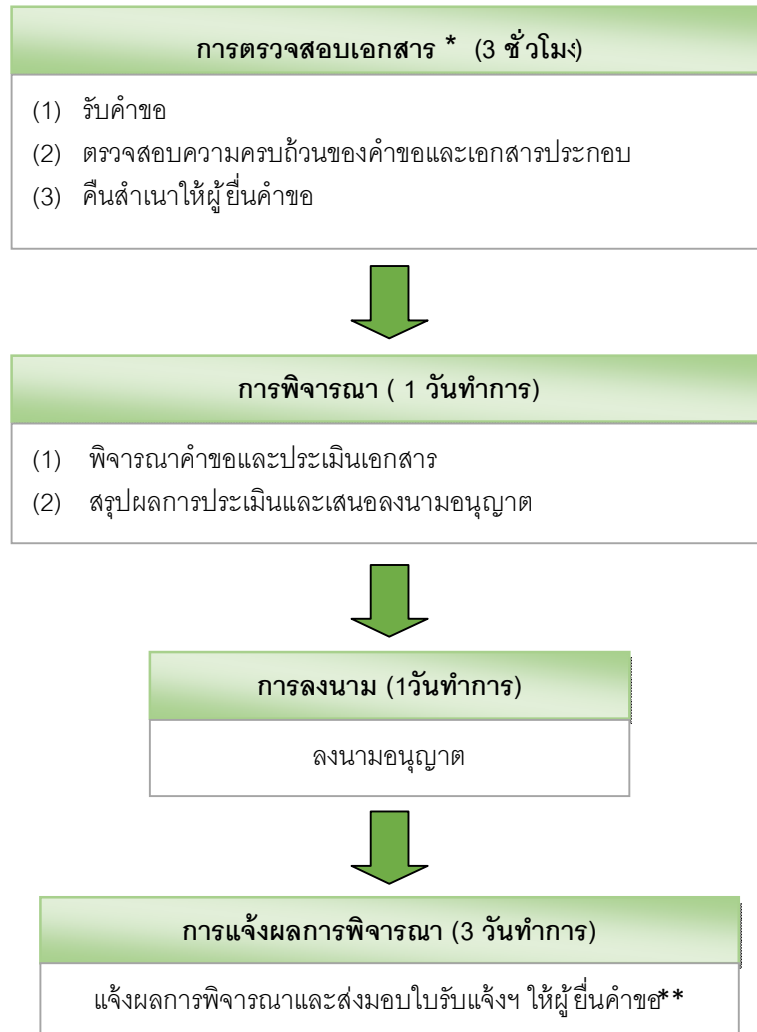 การตรวจสอบเอกสาร * (3 ชั่วโมง)
(1) รับคำขอ
(2) ตรวจสอบความครบถ้วนของคำขอและเอกสารประกอบ
(3) คืนสำเนาให้ผู้ยื่นคำขอ
การพิจารณา ( 1 วันทำการ)
(1) พิจารณาคำขอและประเมินเอกสาร
(2) สรุปผลการประเมินและเสนอลงนามอนุญาต
การลงนาม (1วันทำการ)
ลงนามอนุญาต
การแจ้งผลการพิจารณา (3 วันทำการ)
แจ้งผลการพิจารณาและส่งมอบใบรับแจ้งฯ ให้ผู้ยื่นคำขอ**